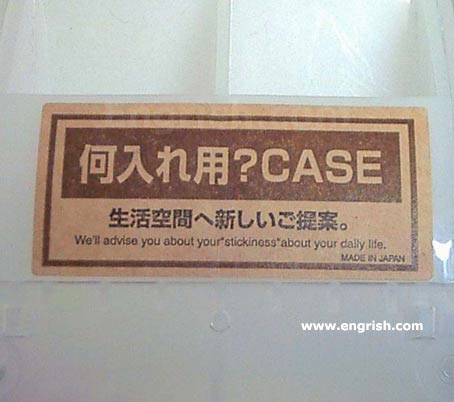 何入れ用?CASE
生活空間へ新しいご提案。
We'll advise you about your"stickiness"about your daily life.
MADE IN JAPAN
www.engrish.com